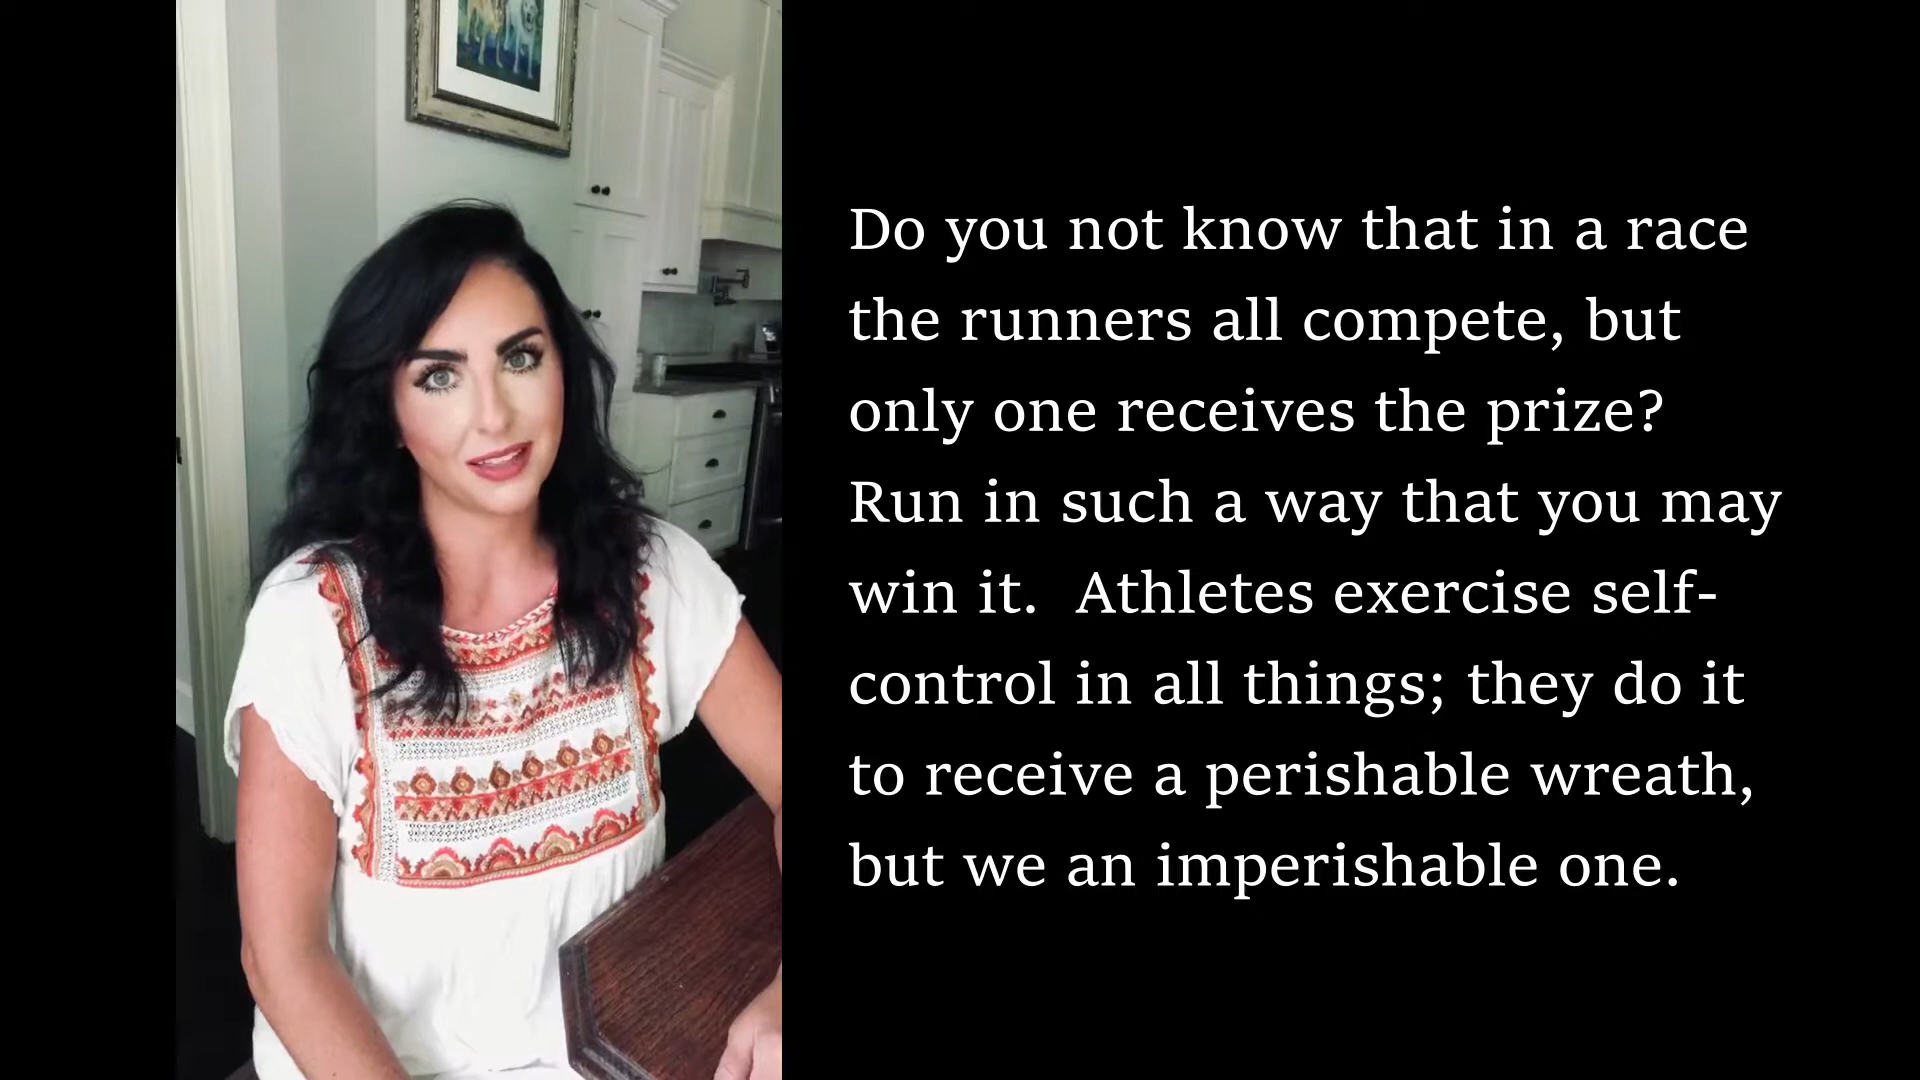 Do you not know that in a race
the runners all compete, but
only one receives the prize?
Run in such a way that you may
win it.  Athletes exercise self-
control in all things; they do it
to receive a perishable wreath,
but we an imperishable one.